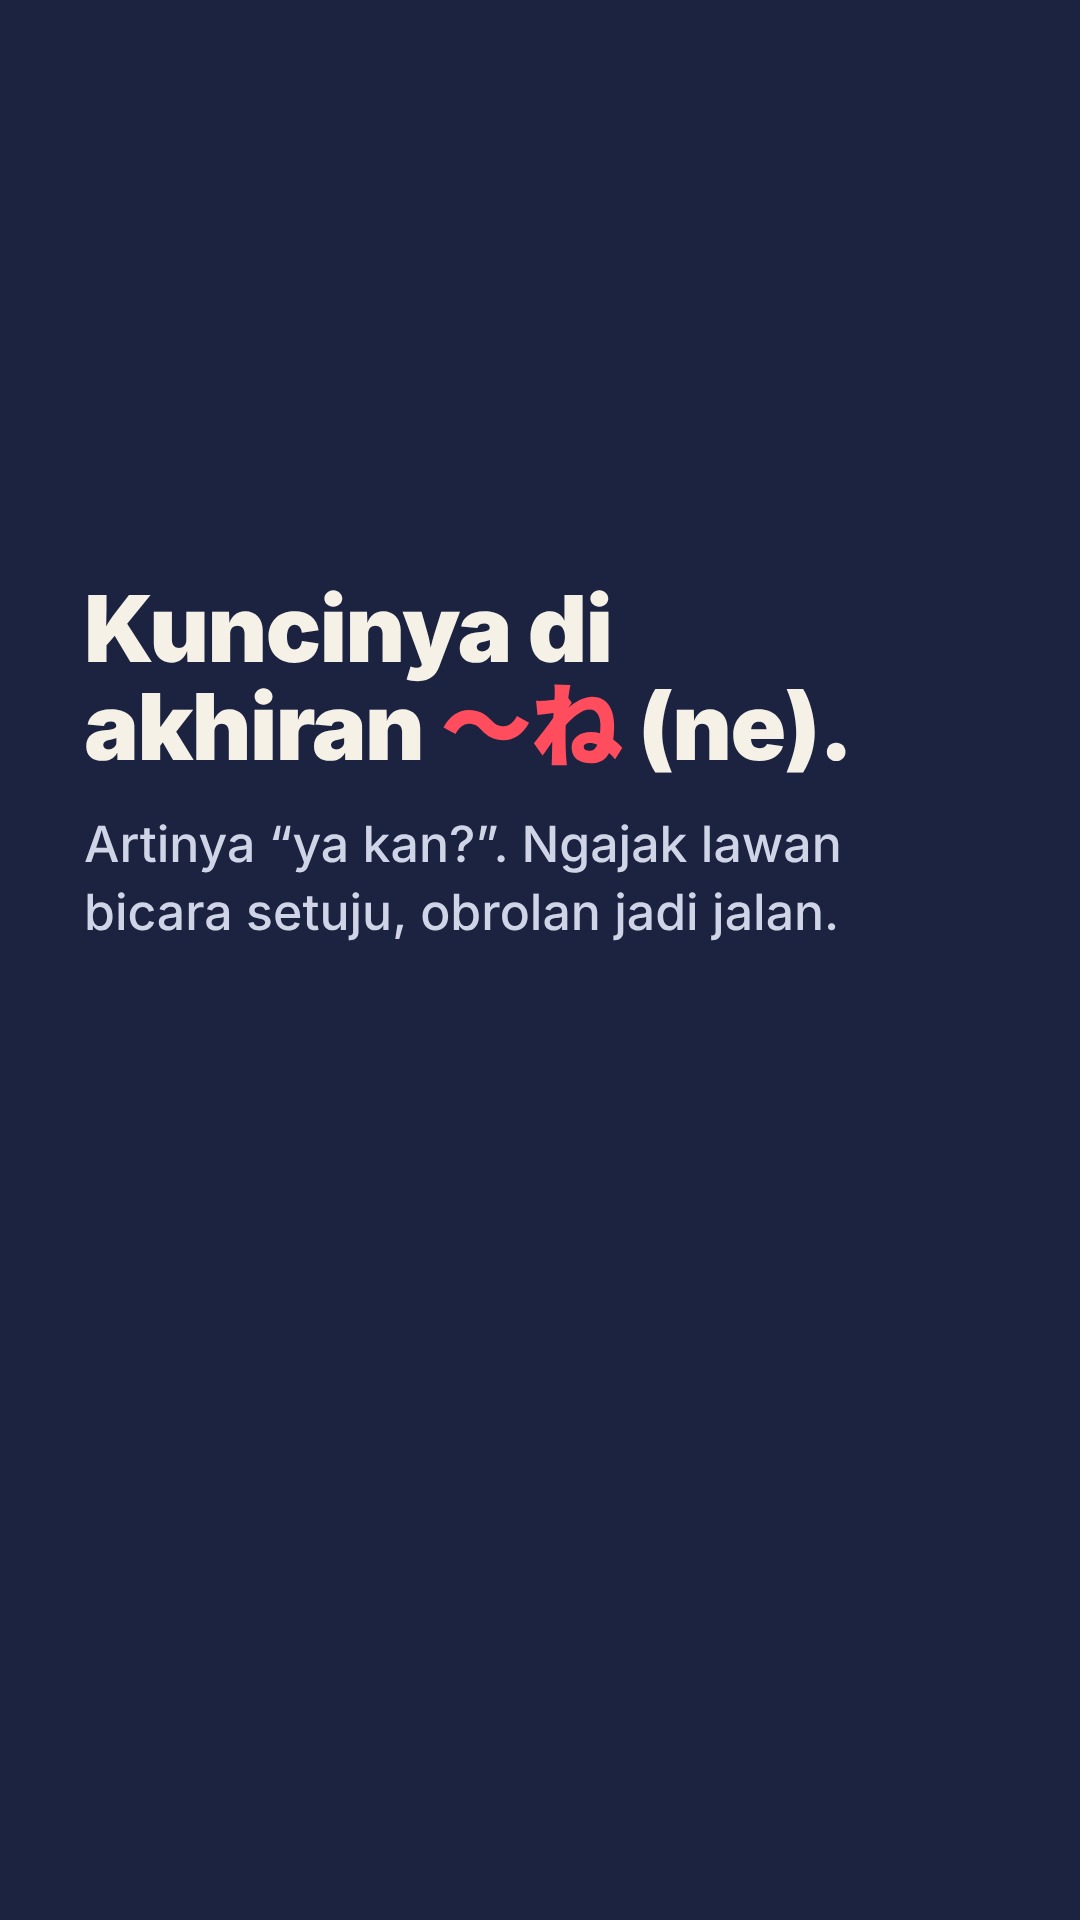 Kuncinya di
akhiran 〜ね (ne).
Artinya “ya kan?”. Ngajak lawan
bicara setuju, obrolan jadi jalan.